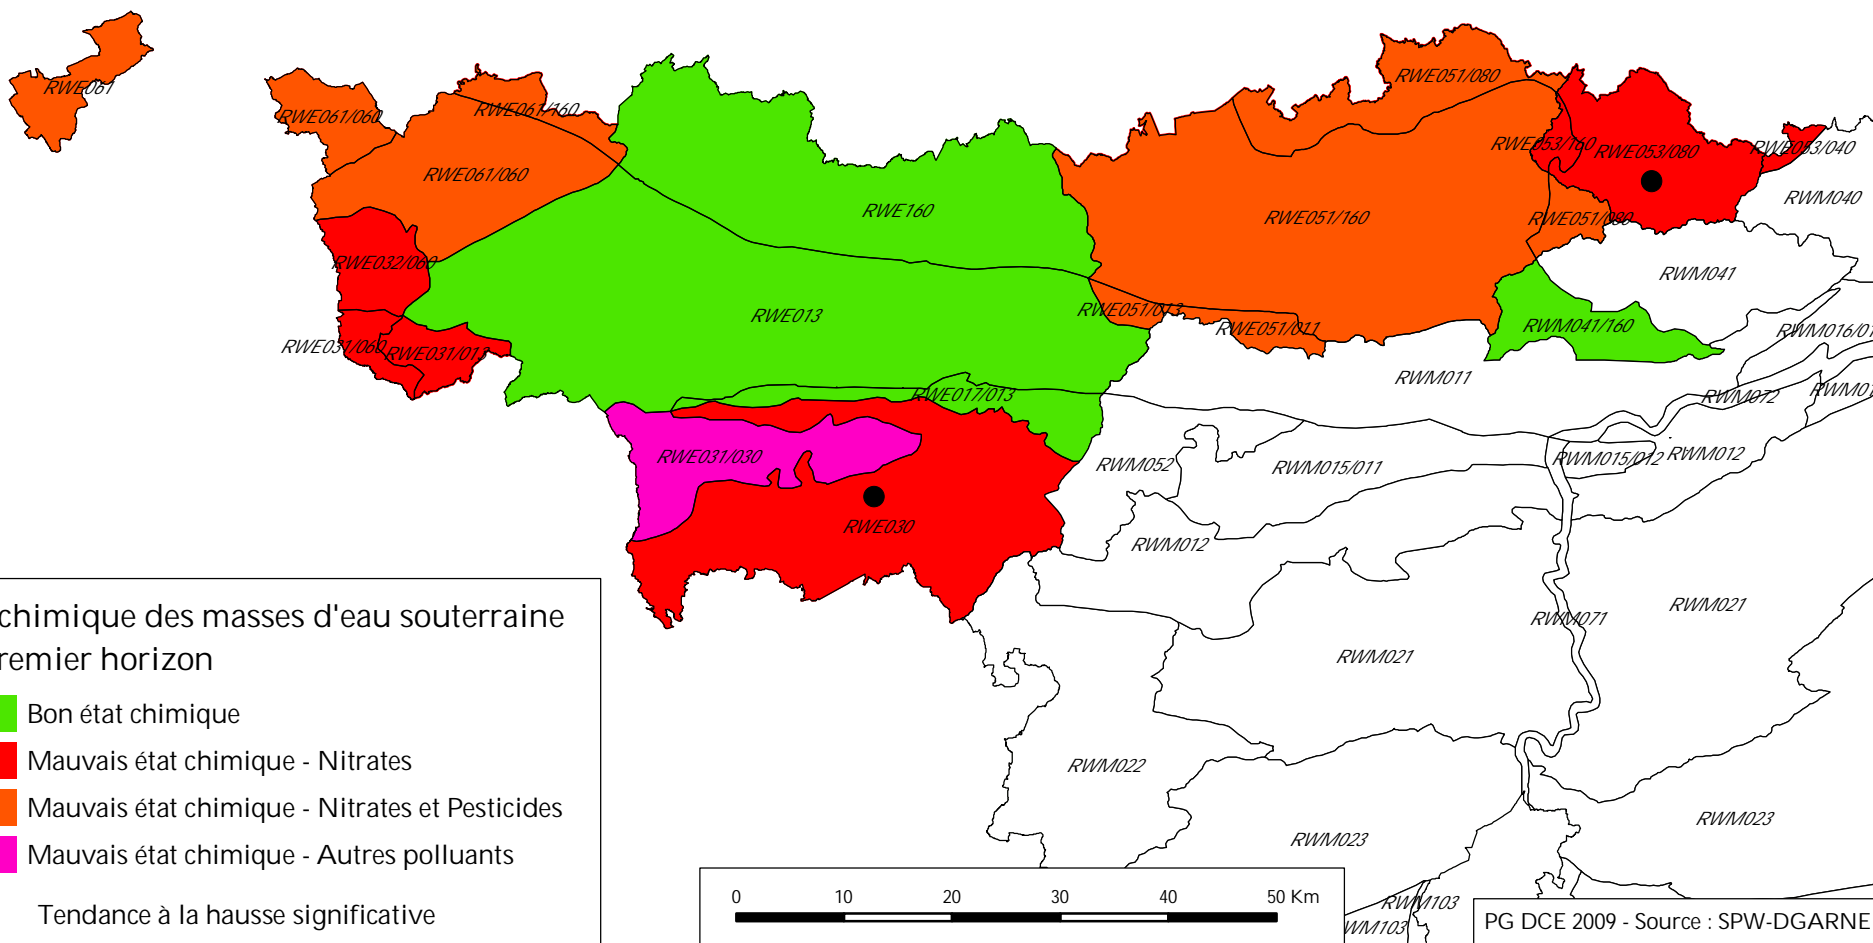 RWE061
RWE061/060
RWE061/160
RWE061/060
RWE160
RWE051/080
RWE053/160
RWE053/080
RWE053/040
RWM040
RWE051/160
RWE051/080
RWM041
RWE032/060
RWE013
RWE051/013
RWE051/011
RWM041/160
RWM016/01
RWE031/060
RWE031/013
RWM011
RWE017/013
RWM072
RWM01
RWE031/030
RWM052
RWM015/011
RWM015/012
RWM012
RWE030
RWM012
RWM021
RWM071
RWM021
RWM022
RWM023
RWM023
RWM103
WM103
chimique des masses d'eau souterraine
remier horizon
Bon état chimique
Mauvais état chimique - Nitrates
Mauvais état chimique - Nitrates et Pesticides
Mauvais état chimique - Autres polluants
Tendance à la hausse significative
0 10 20 30 40 50 Km
PG DCE 2009 - Source : SPW-DGARNE